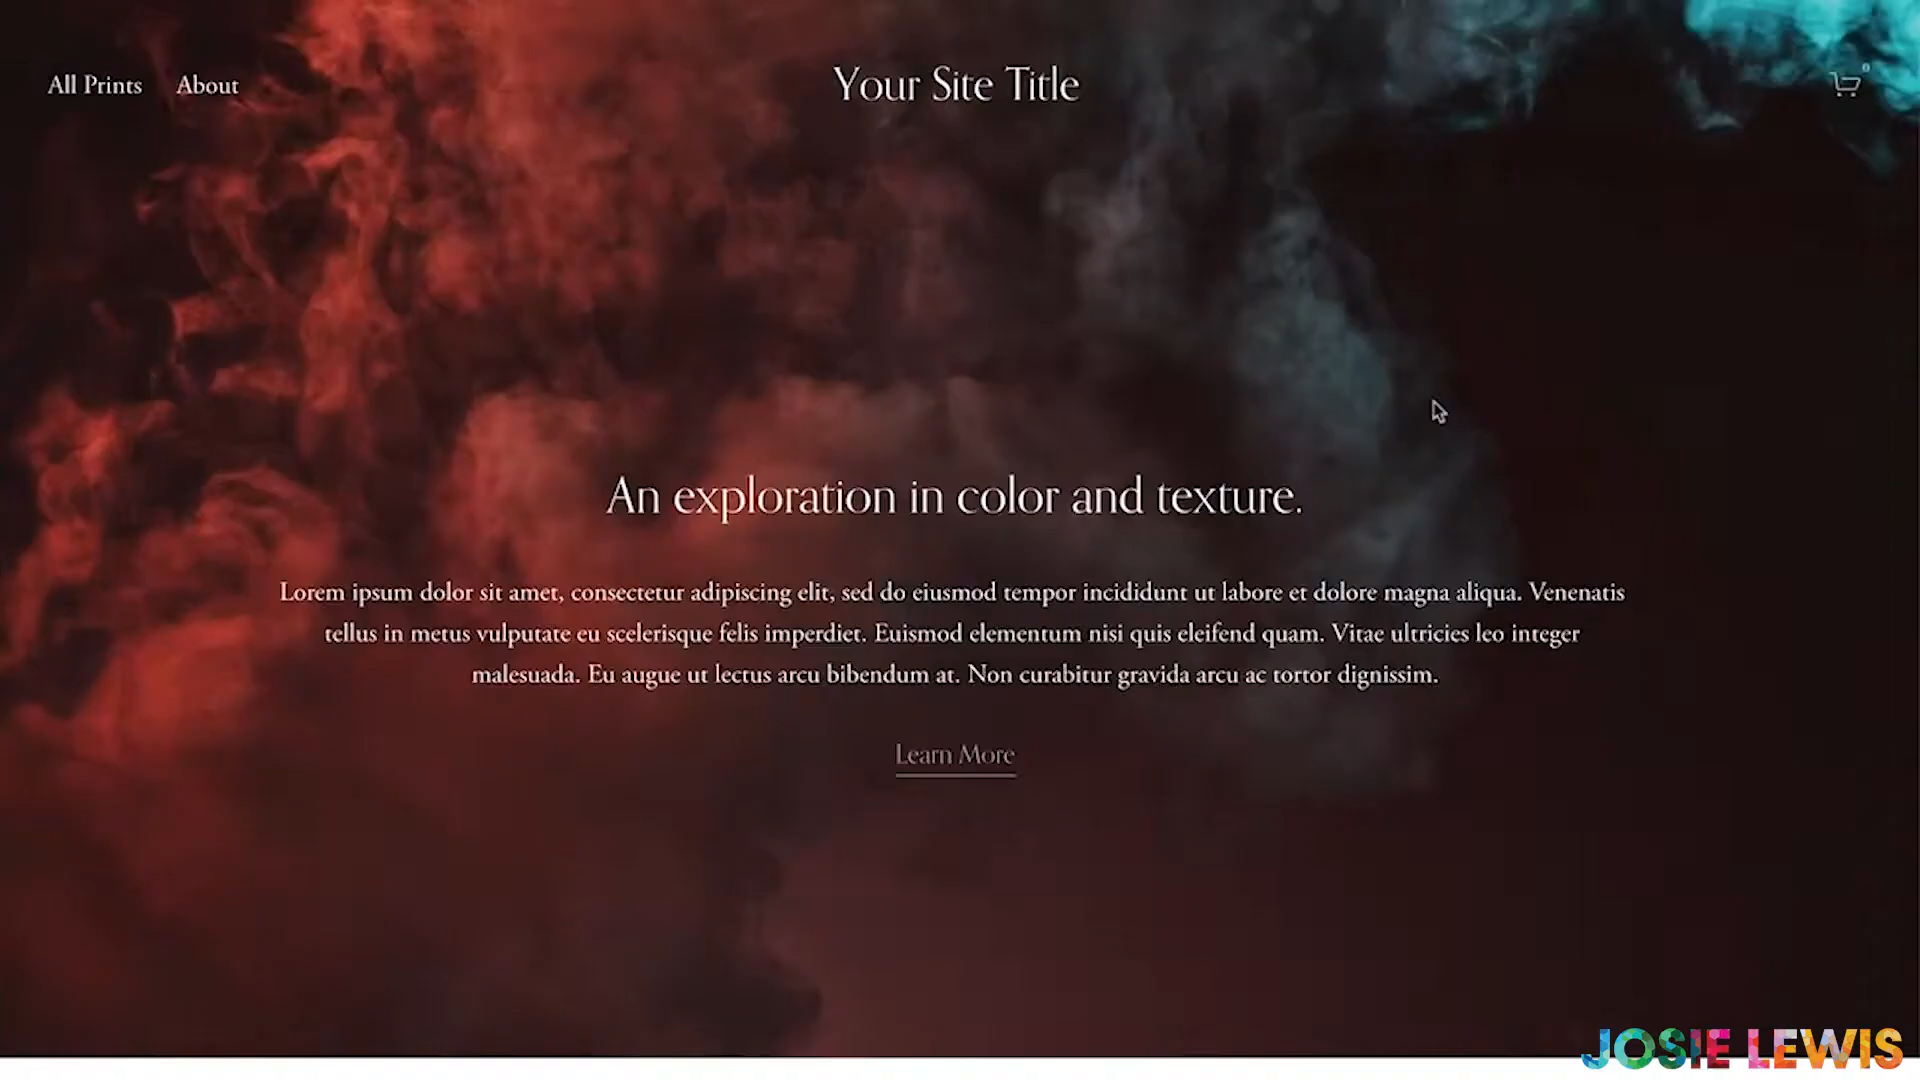 All Prints
About
Your Site Title
0
An exploration in color and texture.
Lorem ipsum dolor sit amet, consectetur adipiscing elit, sed do eiusmod tempor incididunt ut labore et dolore magna aliqua. Venenatis
tellus in metus vulputate eu scelerisque felis imperdiet. Euismod elementum nisi quis eleifend quam. Vitae ultricies leo integer
malesuada. Eu augue ut lectus arcu bibendum at. Non curabitur gravida arcu ac tortor dignissim.
Learn More
JOSIE LEWIS